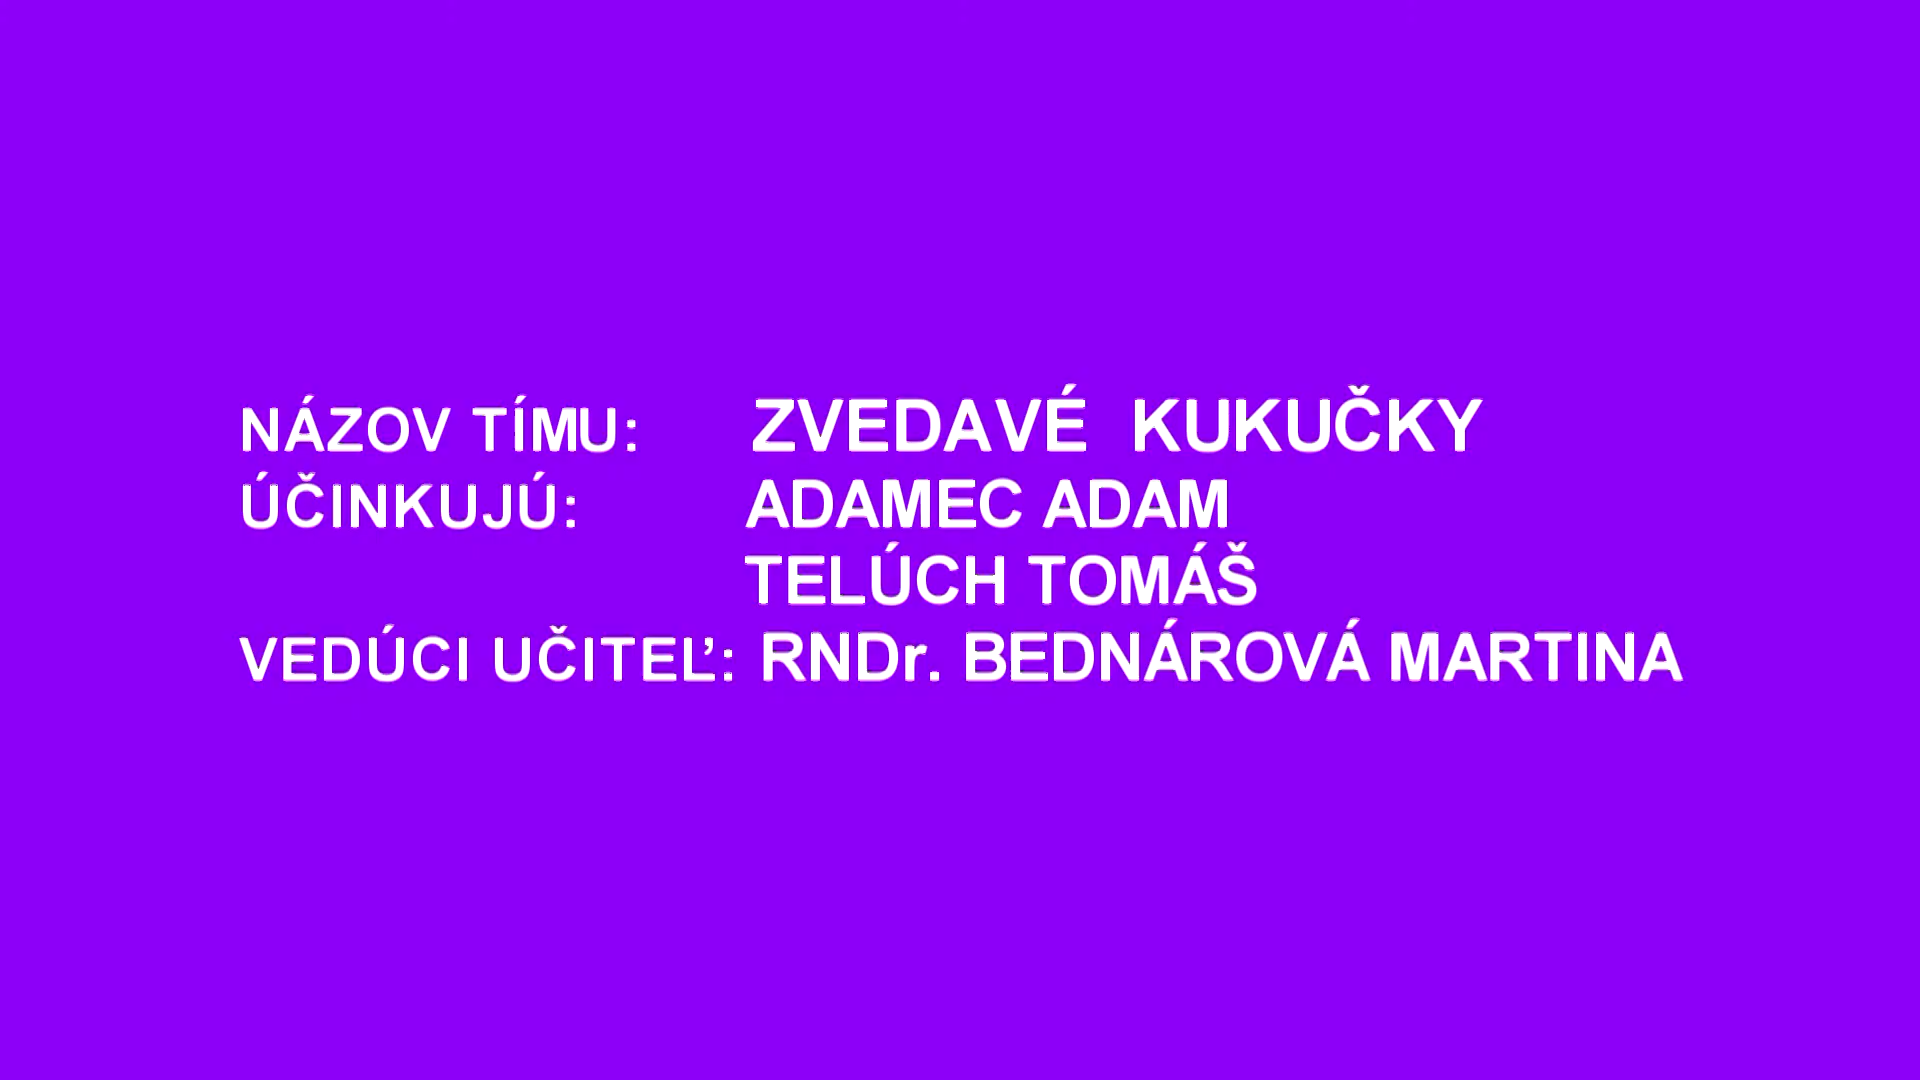 NÁZOV TÍMU: ZVEDAVÉ KUKUČKY
ÚČINKUJÚ: ADAMEC ADAM
TELÚCH TOMÁŠ
VEDÚCI UČITEĽ: RNDr. BEDNÁROVÁ MARTINA